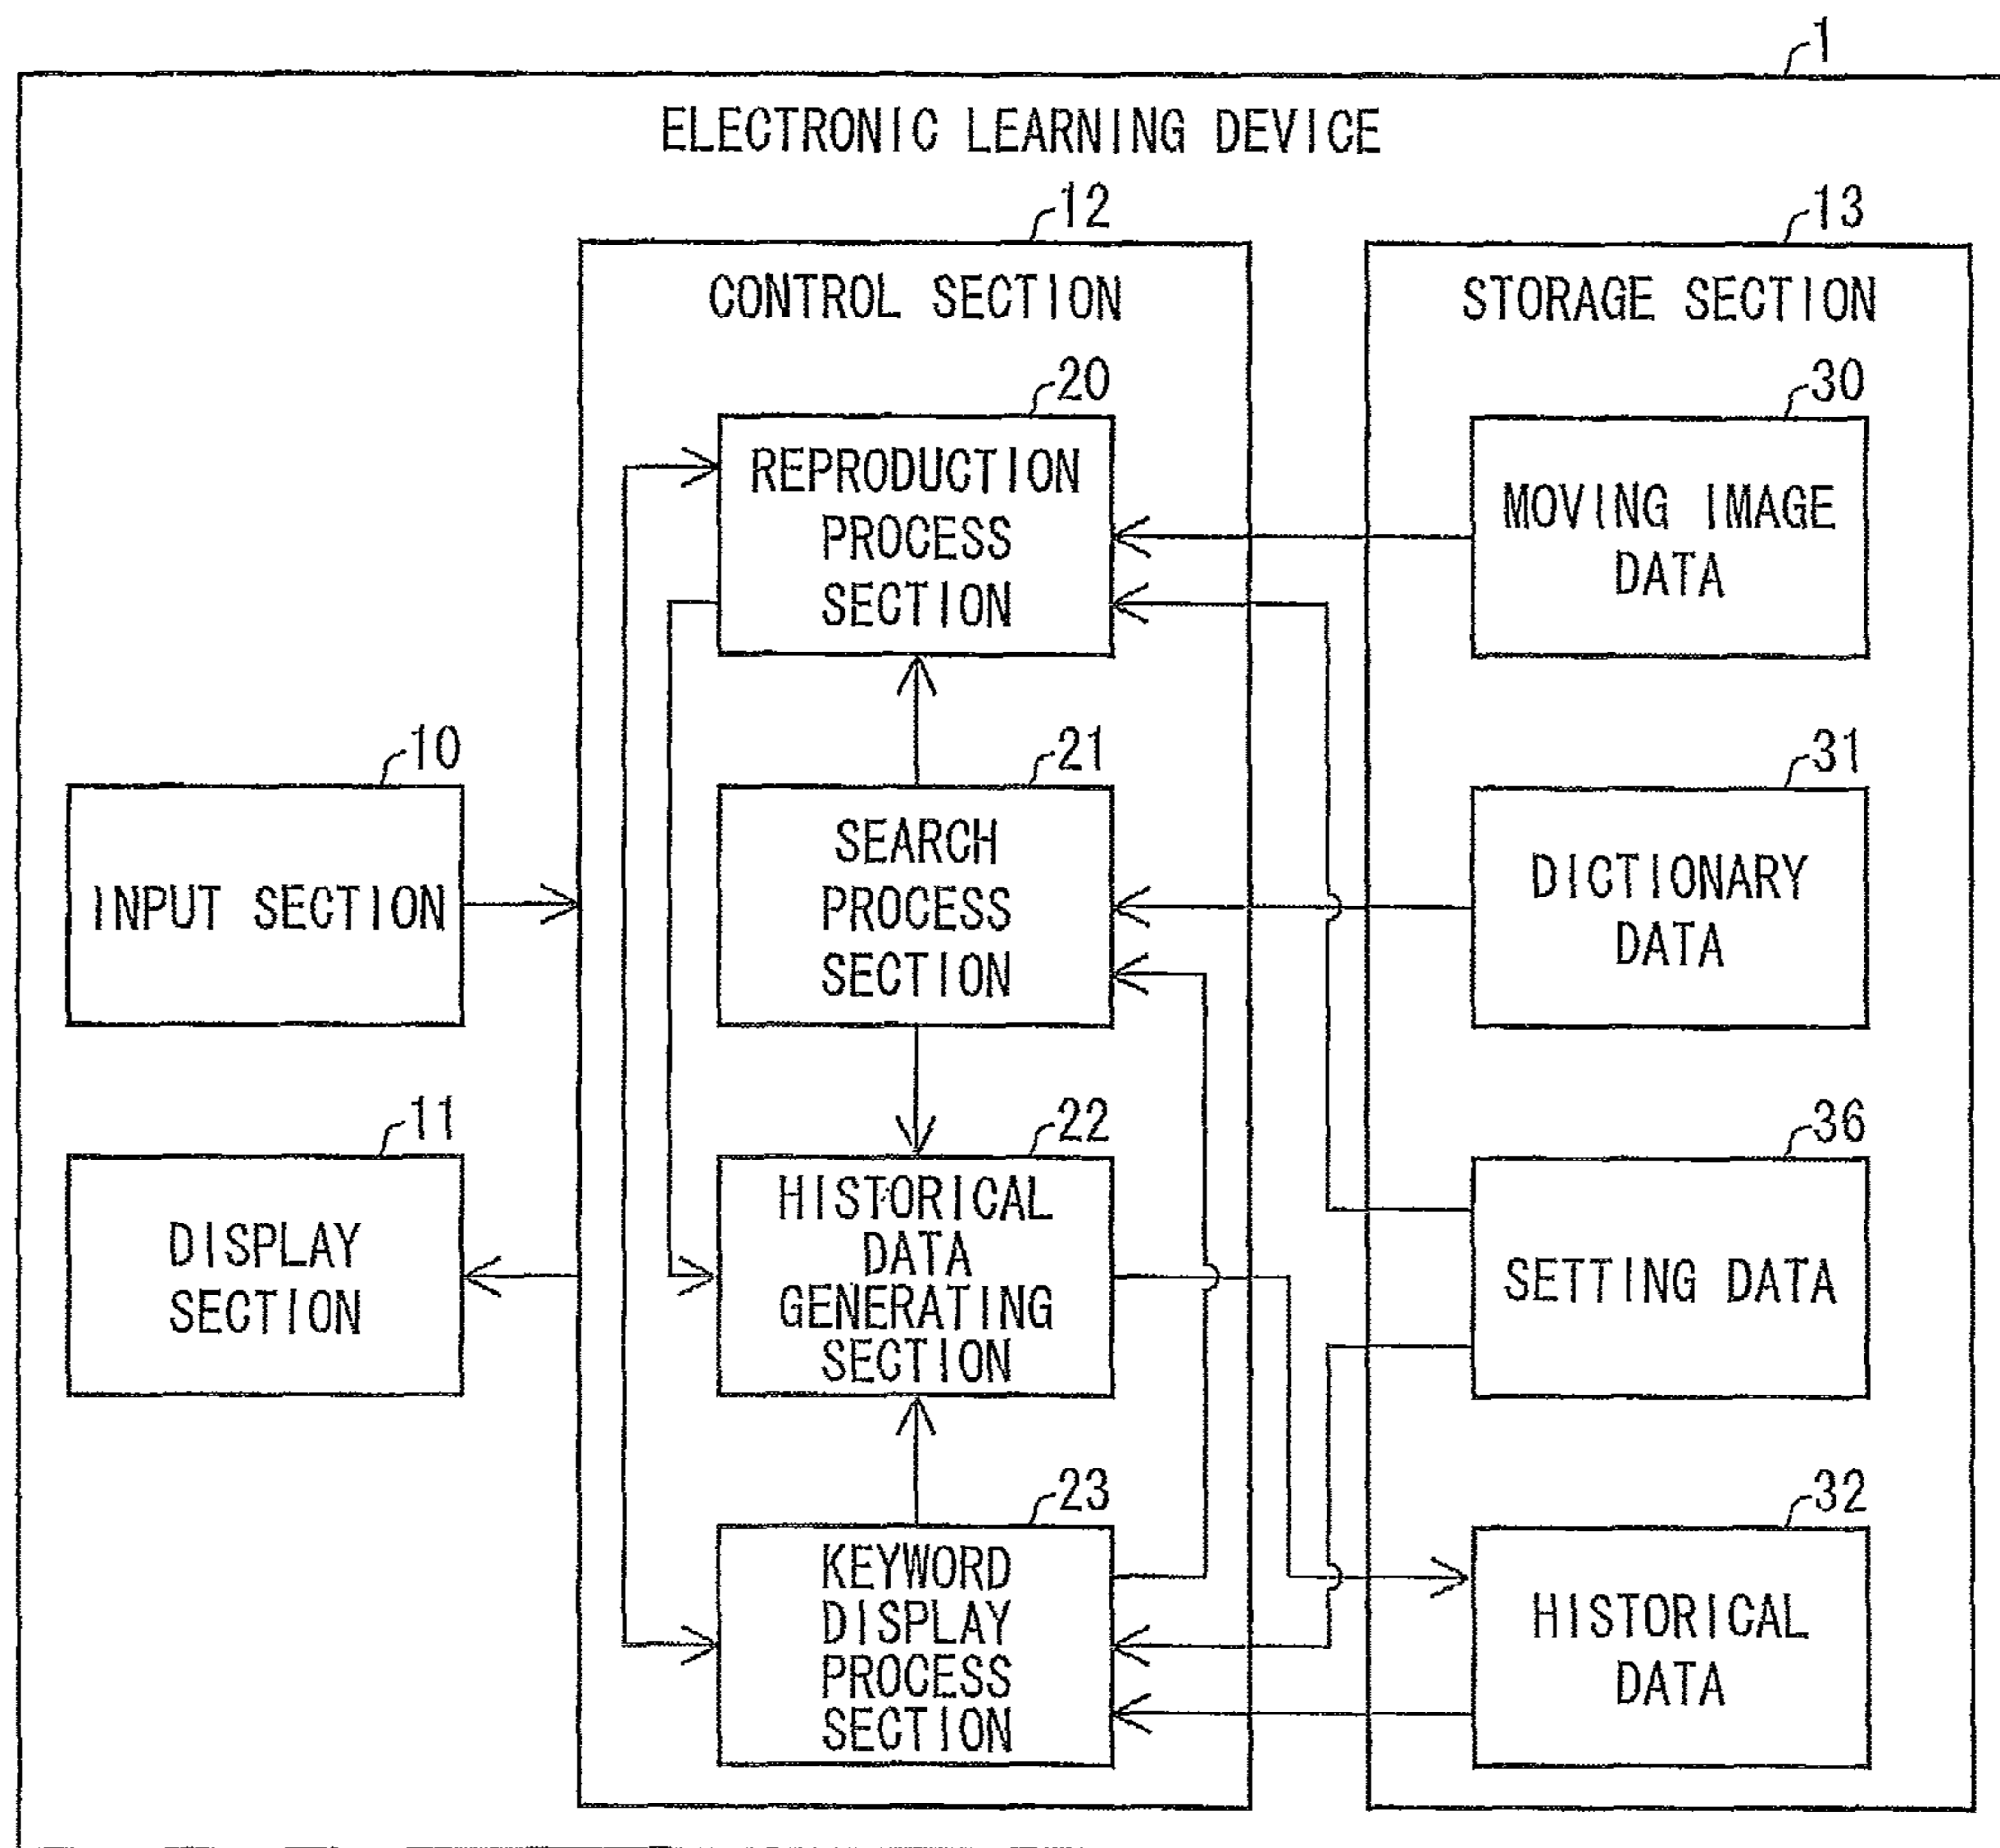 1
ELECTRONIC LEARNING DEVICE
12
13
CONTROL SECTION
STORAGE SECTION
20
30
REPRODUCTION
PROCESS
SECTION
MOVING IMAGE
DATA
10
21
31
INPUT SECTION
SEARCH
PROCESS
SECTION
DICTIONARY
DATA
11
22
36
DISPLAY
SECTION
HISTORICAL
DATA
GENERATING
SECTION
SETTING DATA
23
32
KEYWORD
DISPLAY
PROCESS
SECTION
HISTORICAL
DATA